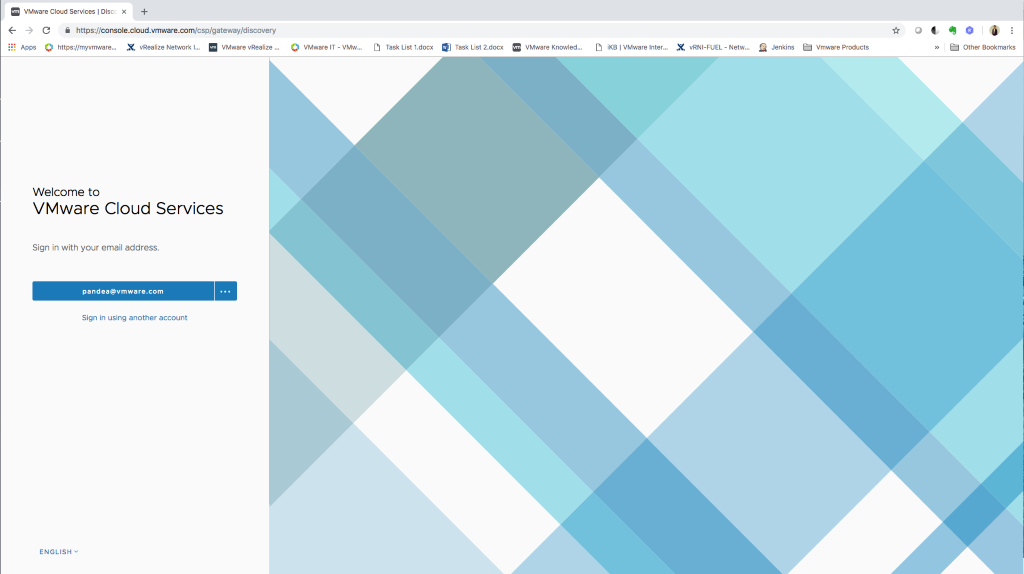 VMware Cloud Services | Disc
https://console.cloud.vmware.com/csp/gateway/discovery
Apps https://myvmware... vRealize Network I... VMware vRealize ... VMware IT - VMw... Task List 1.docx Task List 2.docx VMware Knowled... IKB | VMware Inter... vRNI-FUEL - Netw... Jenkins Vmware Products » Other Bookmarks
Welcome to
VMware Cloud Services
Sign in with your email address.
pandea@vmware.com
Sign in using another account
ENGLISH